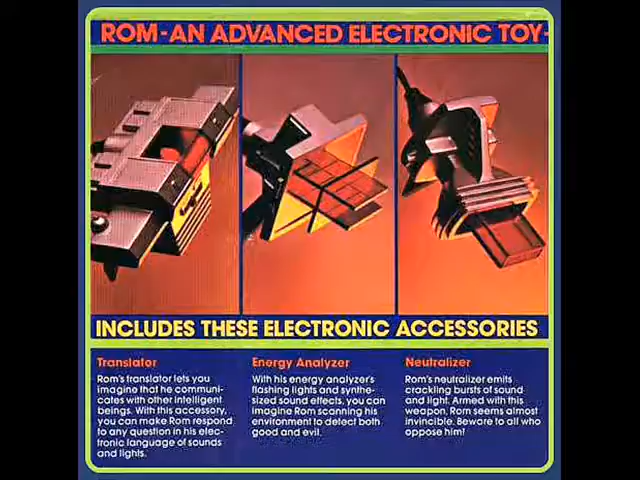 ROM-AN ADVANCED ELECTRONIC TOY-
INCLUDES THESE ELECTRONIC ACCESSORIES
Translator
Rom's translator lets you
imagine that he communi-
cates with other intelligent
beings. With this accessory,
you can make Rom respond
to any question in his elec-
tronic language of sounds
and lights.
Energy Analyzer
With his energy analyzer's
flashing lights and synthe-
sized sound effects, you can
imagine Rom scanning his
environment to detect both
good and evil.
Neutralizer
Rom's neutralizer emits
crackling bursts of sound
and light. Armed with this
weapon, Rom seems almost
invincible. Beware to all who
oppose him!